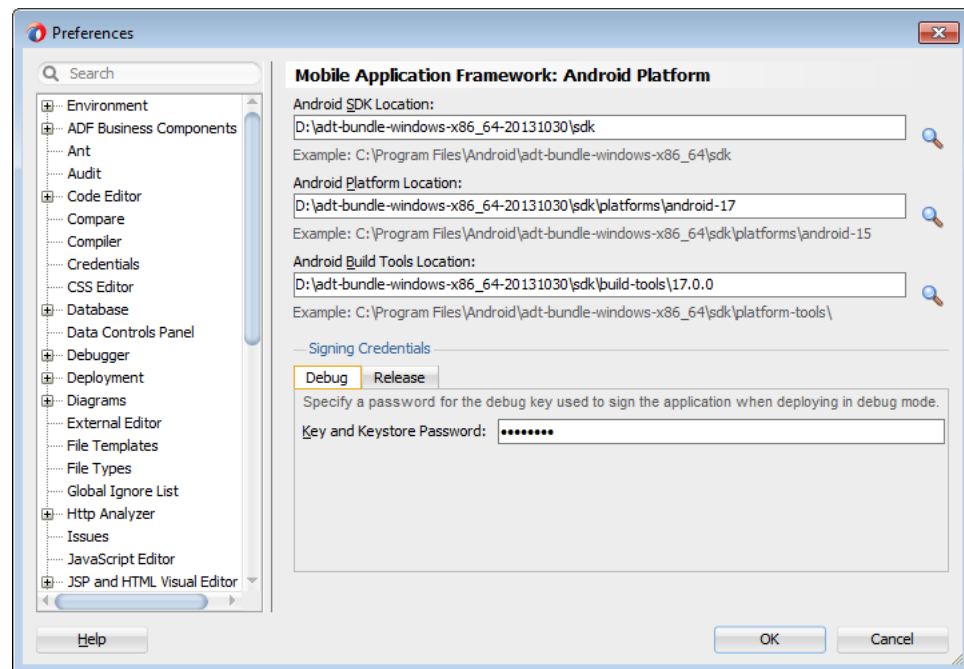 Preferences
Search
Environment
ADF Business Components
Ant
Audit
Code Editor
Compare
Compiler
Credentials
CSS Editor
Database
Data Controls Panel
Debugger
Deployment
Diagrams
External Editor
File Templates
File Types
Global Ignore List
Http Analyzer
Issues
JavaScript Editor
JSP and HTML Visual Editor
Mobile Application Framework: Android Platform
Android SDK Location:
D:\adt-bundle-windows-x86_64-20131030\sdk
Example: C:\Program Files\Android\adt-bundle-windows-x86_64\sdk
Android Platform Location:
D:\adt-bundle-windows-x86_64-20131030\sdk\platforms\android-17
Example: C:\Program Files\Android\adt-bundle-windows-x86_64\sdk\platforms\android-15
Android Build Tools Location:
D:\adt-bundle-windows-x86_64-20131030\sdk\build-tools\17.0.0
Example: C:\Program Files\Android\adt-bundle-windows-x86_64\sdk\platform-tools\
Signing Credentials
Debug Release
Specify a password for the debug key used to sign the application when deploying in debug mode.
Key and Keystore Password: ••••••••
Help OK Cancel